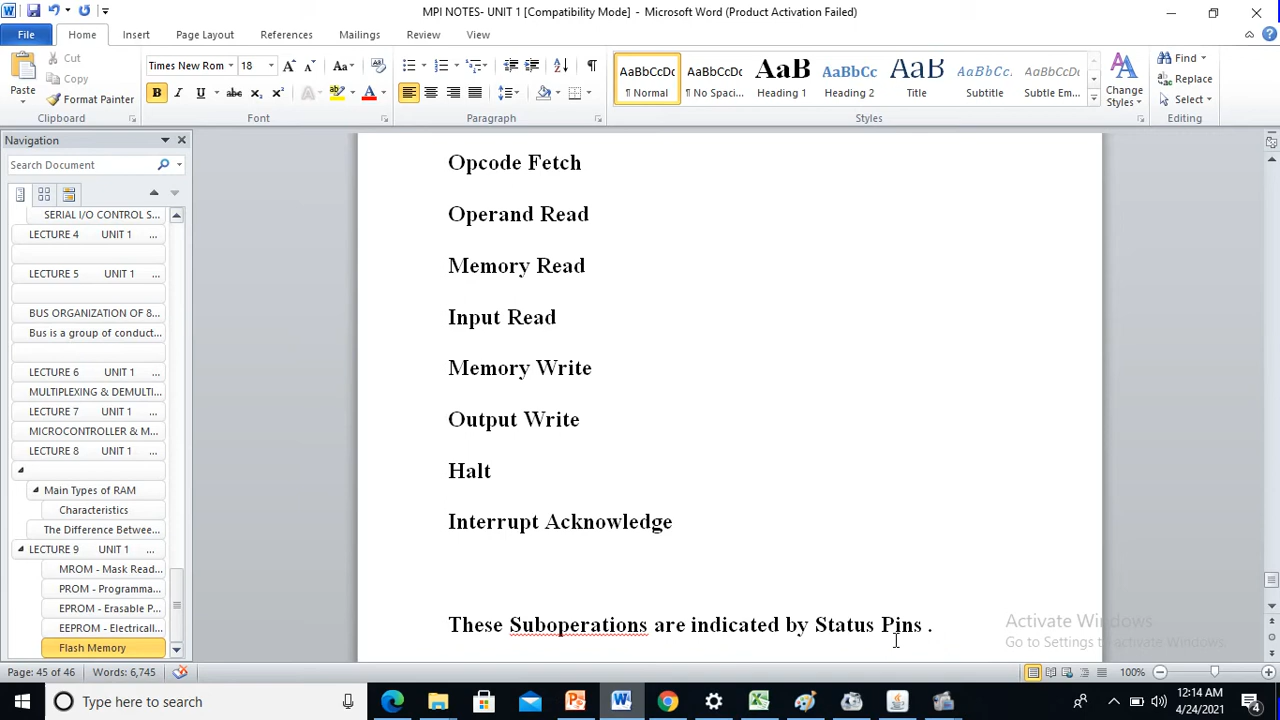 MPI NOTES- UNIT 1 [Compatibility Mode] - Microsoft Word (Product Activation Failed)
File Home Insert Page Layout References Mailings Review View
Paste
Cut
Copy
Format Painter
Clipboard
Times New Rom 18
Font
Paragraph
AaBbCcDc AaBbCcDc AaB AaBbCc AaB AaBbCc. AaBbCcDc
¶ Normal ¶ No Spaci... Heading 1 Heading 2 Title Subtitle Subtle Em...
Change
Styles
Styles
Find
Replace
Select
Editing
Navigation
Search Document
SERIAL I/O CONTROL S...
LECTURE 4 UNIT 1 ...
LECTURE 5 UNIT 1 ...
BUS ORGANIZATION OF 8...
Bus is a group of conduct...
LECTURE 6 UNIT 1 ...
MULTIPLEXING & DEMULTI...
LECTURE 7 UNIT 1 ...
MICROCONTROLLER & M...
LECTURE 8 UNIT 1 ...
Main Types of RAM
Characteristics
The Difference Betwee...
LECTURE 9 UNIT 1 ...
MROM - Mask Read...
PROM - Programma...
EPROM - Erasable P...
EEPROM - Electricall...
Flash Memory
Opcode Fetch
Operand Read
Memory Read
Input Read
Memory Write
Output Write
Halt
Interrupt Acknowledge
These Suboperations are indicated by Status Pins .
Activate Windows
Go to Settings to activate Windows.
Page: 45 of 46 Words: 6,745 100%
Type here to search
12:14 AM
4/24/2021
4